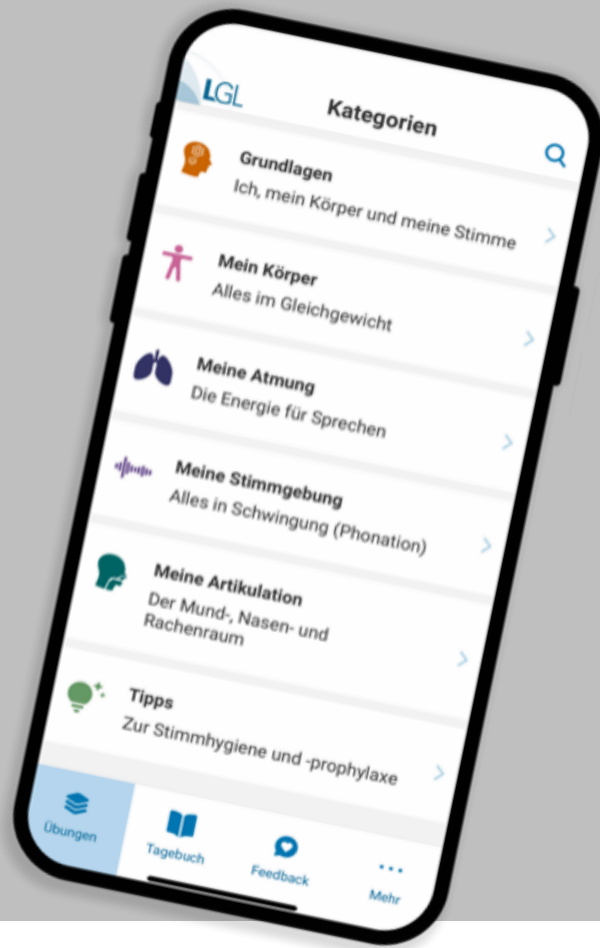 LGL
Kategorien
Grundlagen
Ich, mein Körper und meine Stimme
Mein Körper
Alles im Gleichgewicht
Meine Atmung
Die Energie für Sprechen
Meine Stimmgebung
Alles in Schwingung (Phonation)
Meine Artikulation
Der Mund-, Nasen- und
Rachenraum
Tipps
Zur Stimmhygiene und -prophylaxe
Übungen
Tagebuch
Feedback
Mehr